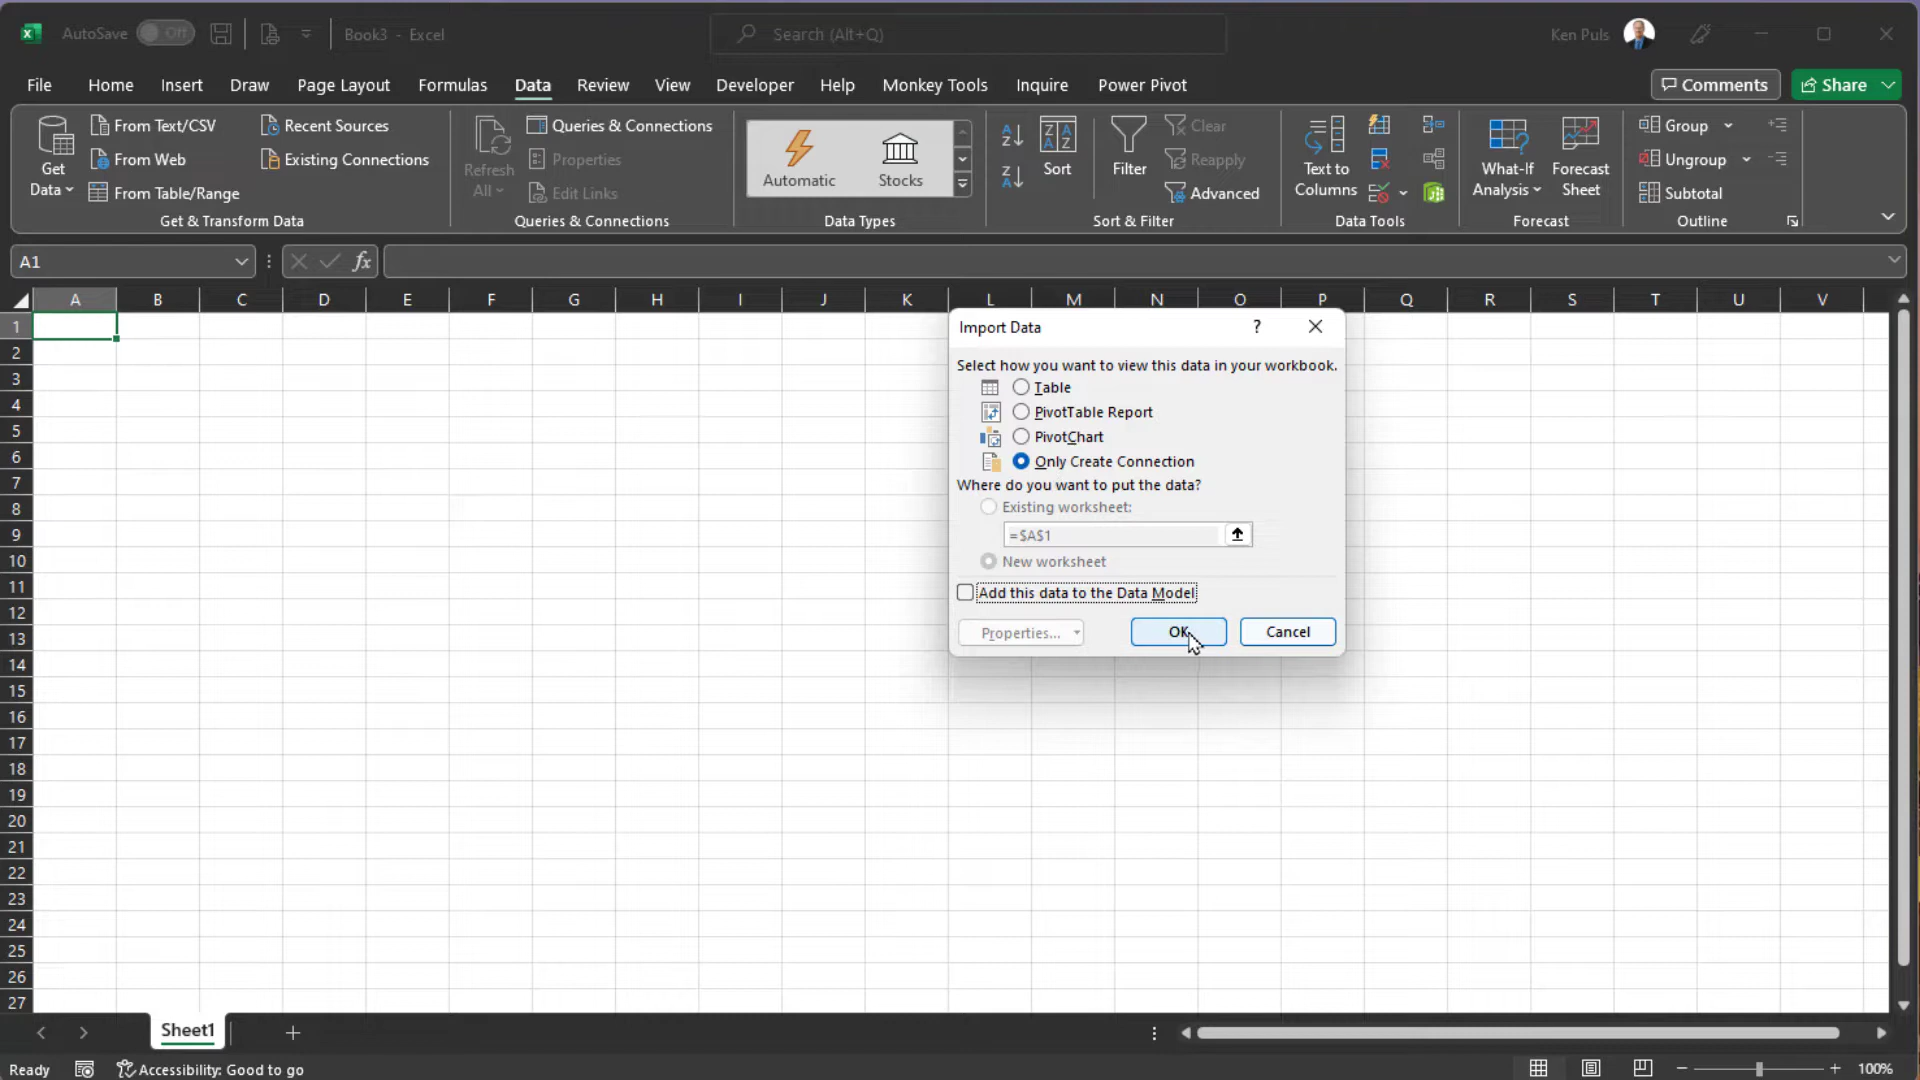 AutoSave Off Book3 - Excel Search (Alt+Q) Ken Puls
File Home Insert Draw Page Layout Formulas Data Review View Developer Help Monkey Tools Inquire Power Pivot Comments Share
Get Data
From Text/CSV
From Web
From Table/Range
Recent Sources
Existing Connections
Get & Transform Data
Refresh All
Queries & Connections
Properties
Edit Links
Queries & Connections
Automatic Stocks
Data Types
Sort
Filter
Clear
Reapply
Advanced
Sort & Filter
Text to Columns
Data Tools
What-If Analysis
Forecast Sheet
Forecast
Group
Ungroup
Subtotal
Outline
A1 fx
A B C D E F G H I J K L M N O P Q R S T U V
1
2
3
4
5
6
7
8
9
10
11
12
13
14
15
16
17
18
19
20
21
22
23
24
25
26
27
Import Data ?
Select how you want to view this data in your workbook.
Table
PivotTable Report
PivotChart
Only Create Connection
Where do you want to put the data?
Existing worksheet:
=$A$1
New worksheet
Add this data to the Data Model
Properties... OK Cancel
Sheet1
Ready Accessibility: Good to go 100%